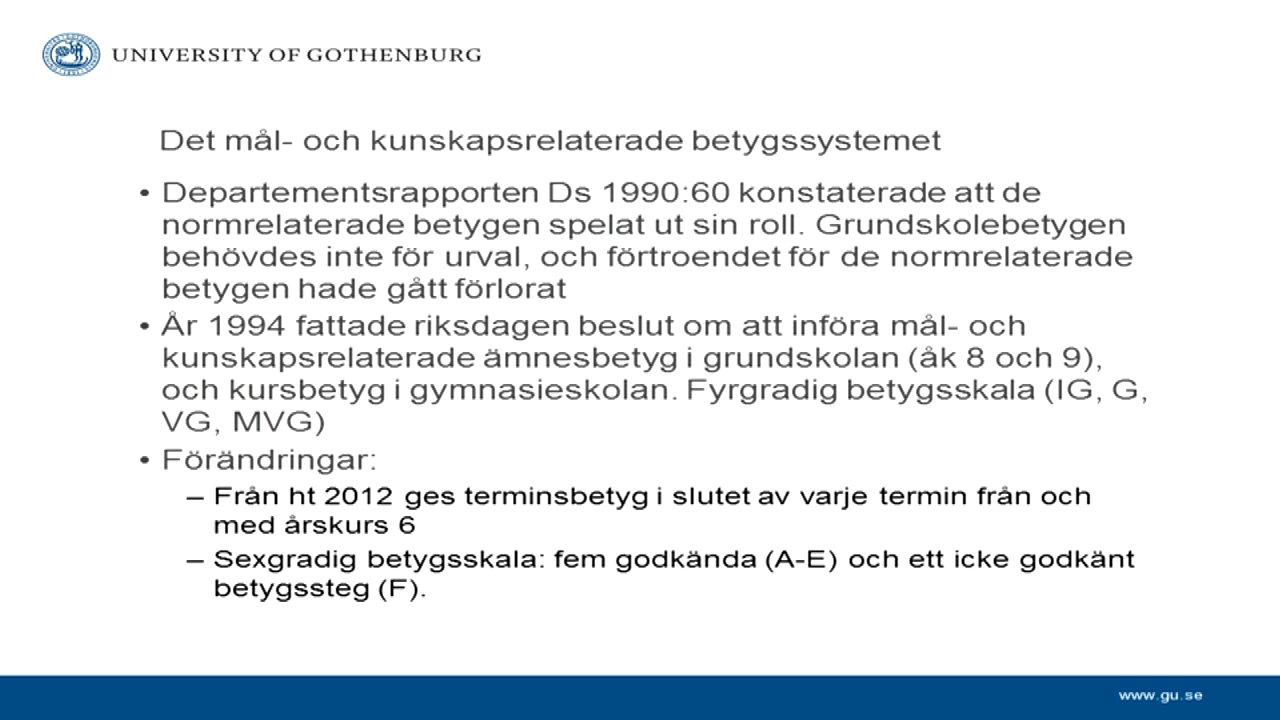 UNIVERSITY OF GOTHENBURG
Det mål- och kunskapsrelaterade betygssystemet
• Departementsrapporten Ds 1990:60 konstaterade att de
normrelaterade betygen spelat ut sin roll. Grundskolebetygen
behövdes inte för urval, och förtroendet för de normrelaterade
betygen hade gått förlorat
• År 1994 fattade riksdagen beslut om att införa mål- och
kunskapsrelaterade ämnesbetyg i grundskolan (åk 8 och 9),
och kursbetyg i gymnasieskolan. Fyrgradig betygsskala (IG, G,
VG, MVG)
• Förändringar:
– Från ht 2012 ges terminsbetyg i slutet av varje termin från och
med årskurs 6
– Sexgradig betygsskala: fem godkända (A-E) och ett icke godkänt
betygssteg (F).
www.gu.se